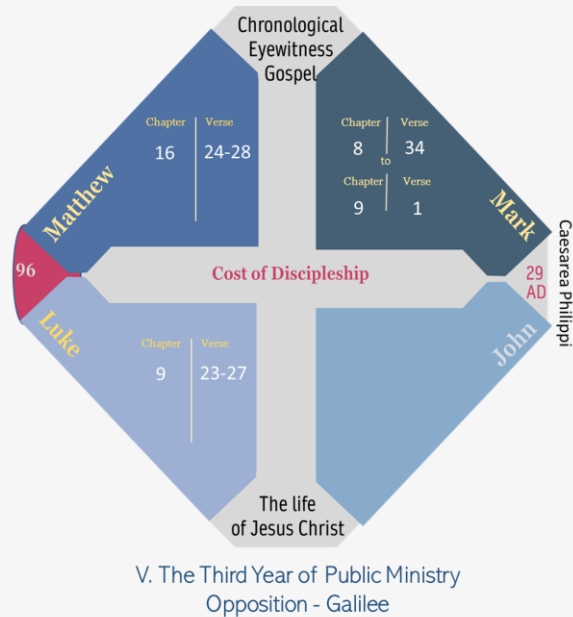 Chronological
Eyewitness
Gospel
Matthew
Chapter Verse
16 24-28
Mark
Chapter Verse
8 34
to
Chapter Verse
9 1
96
Cost of Discipleship
29
AD
Caesarea Philippi
Luke
Chapter Verse
9 23-27
John
The life
of Jesus Christ
V. The Third Year of Public Ministry
Opposition - Galilee